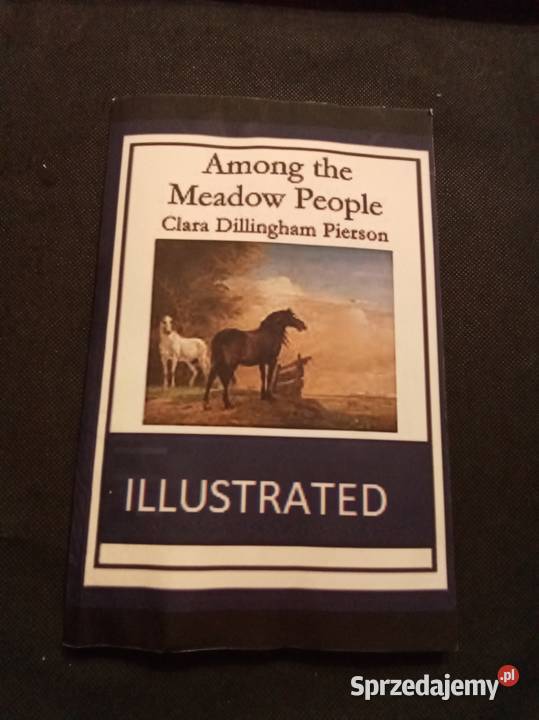 Among the
Meadow People
Clara Dillingham Pierson
ILLUSTRATED
Sprzedajemy.pl